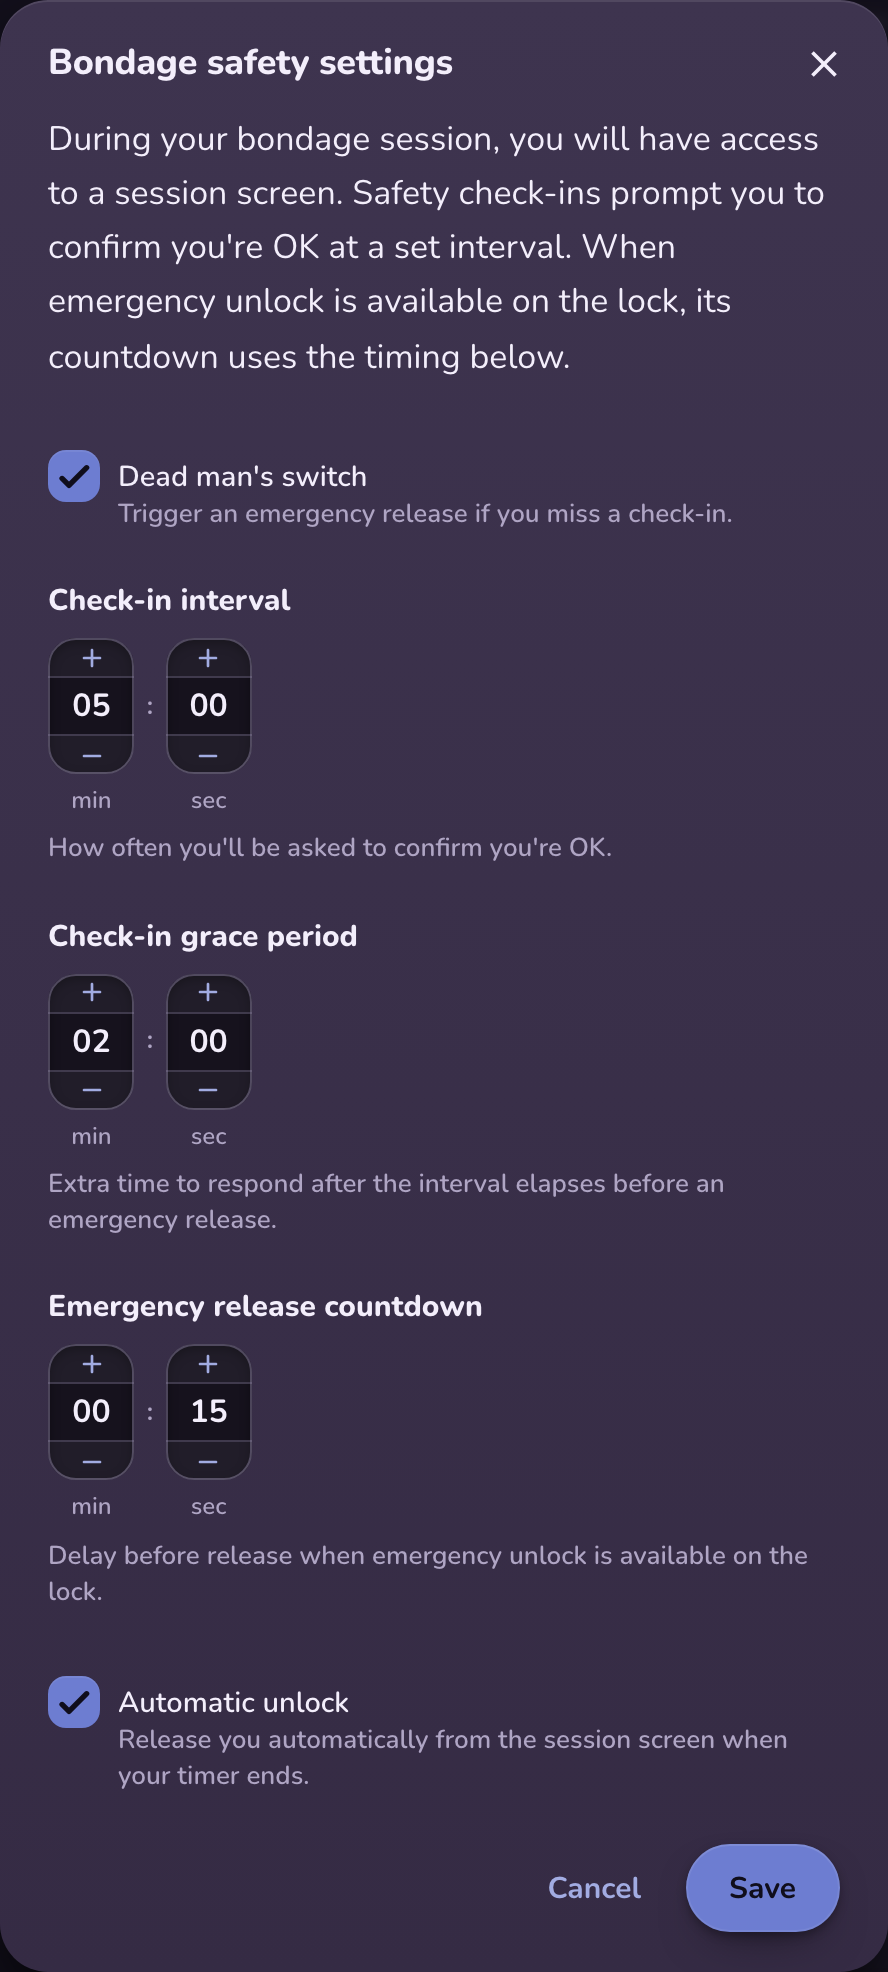 Bondage safety settings
During your bondage session, you will have access
to a session screen. Safety check-ins prompt you to
confirm you're OK at a set interval. When
emergency unlock is available on the lock, its
countdown uses the timing below.
Dead man's switch
Trigger an emergency release if you miss a check-in.
Check-in interval
+ +
05 : 00
– –
min sec
How often you'll be asked to confirm you're OK.
Check-in grace period
+ +
02 : 00
– –
min sec
Extra time to respond after the interval elapses before an
emergency release.
Emergency release countdown
+ +
00 : 15
– –
min sec
Delay before release when emergency unlock is available on the
lock.
Automatic unlock
Release you automatically from the session screen when
your timer ends.
Cancel Save